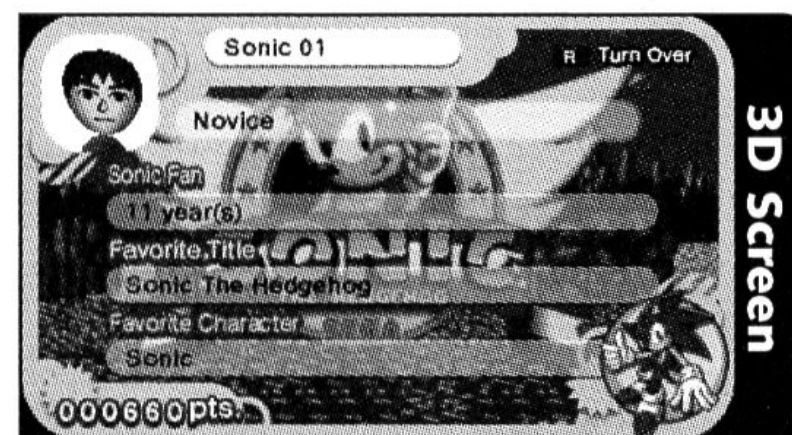 Sonic 01
R Turn Over
Novice
Sonic Fan
11 year(s)
Favorite Title
SONIC
Sonic The Hedgehog
Favorite Character
Sonic
000660pts.
3D Screen